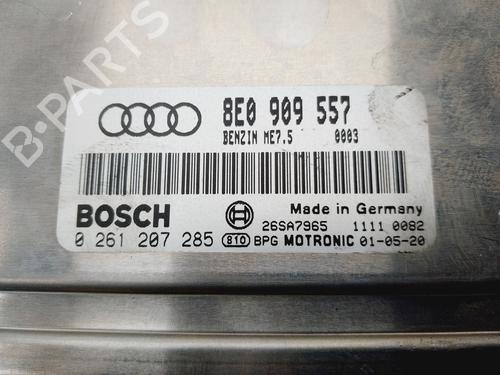 B-PARTS
8E0 909 557
BENZIN ME7.5 0003
BOSCH
Made in Germany
26SA7965 1111 0082
0 261 207 285 810 BPG MOTRONIC 01-05-20